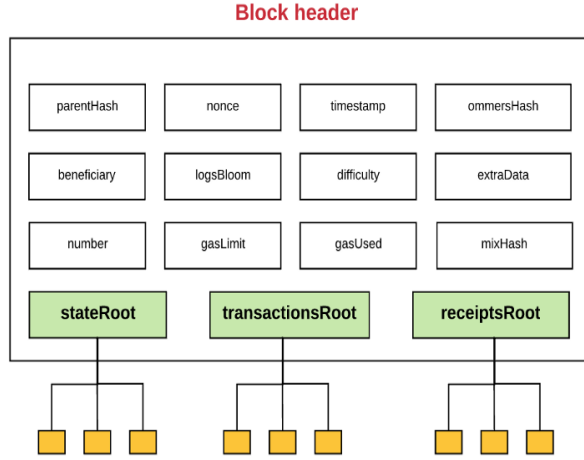 Block header
parentHash
nonce
timestamp
ommersHash
beneficiary
logsBloom
difficulty
extraData
number
gasLimit
gasUsed
mixHash
stateRoot
transactionsRoot
receiptsRoot